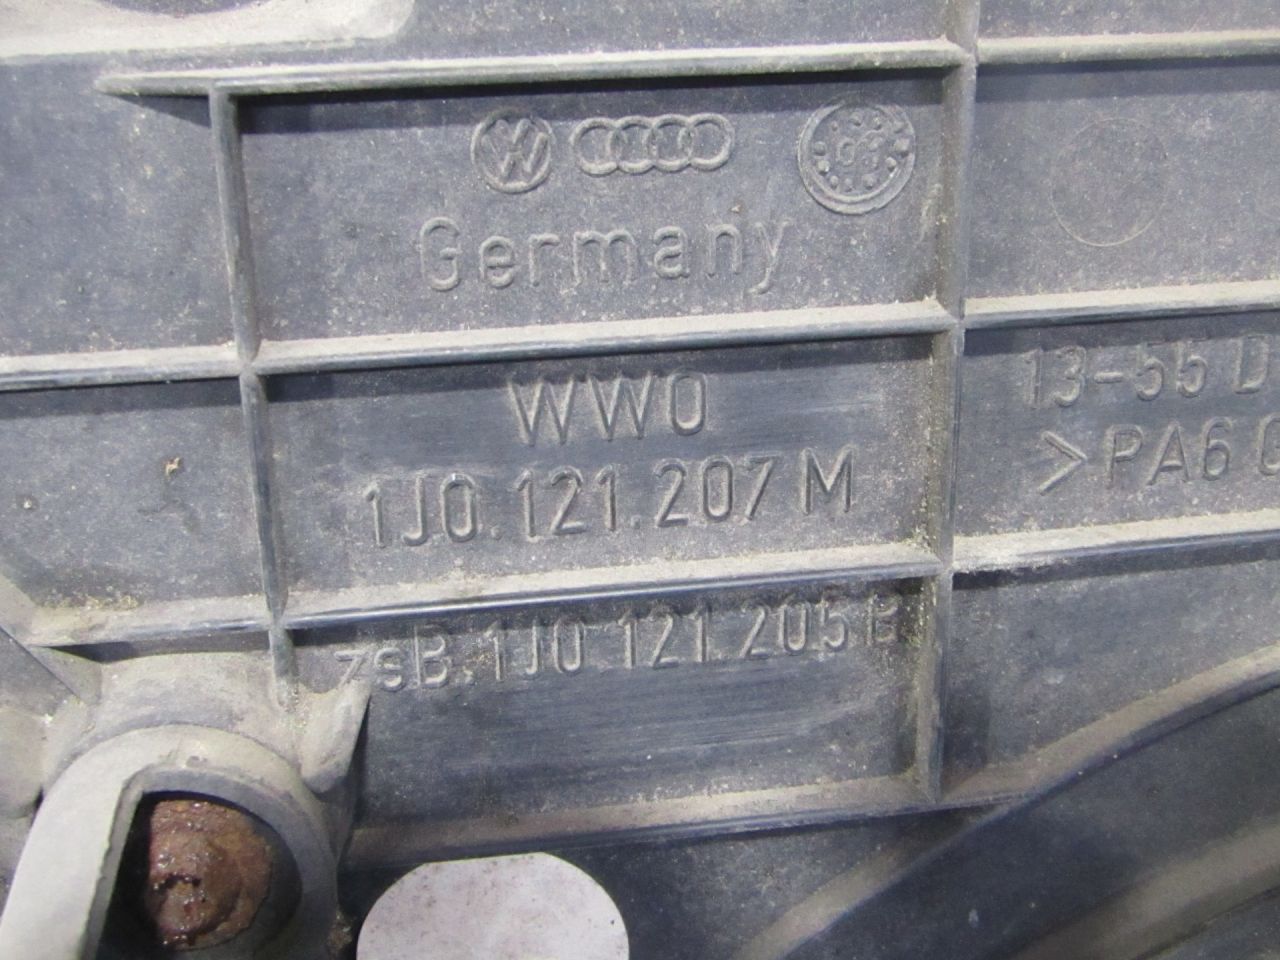 Germany
WWO
1J0.121.207 M
13-55 D
>PA6
zsB.1J0 121.205